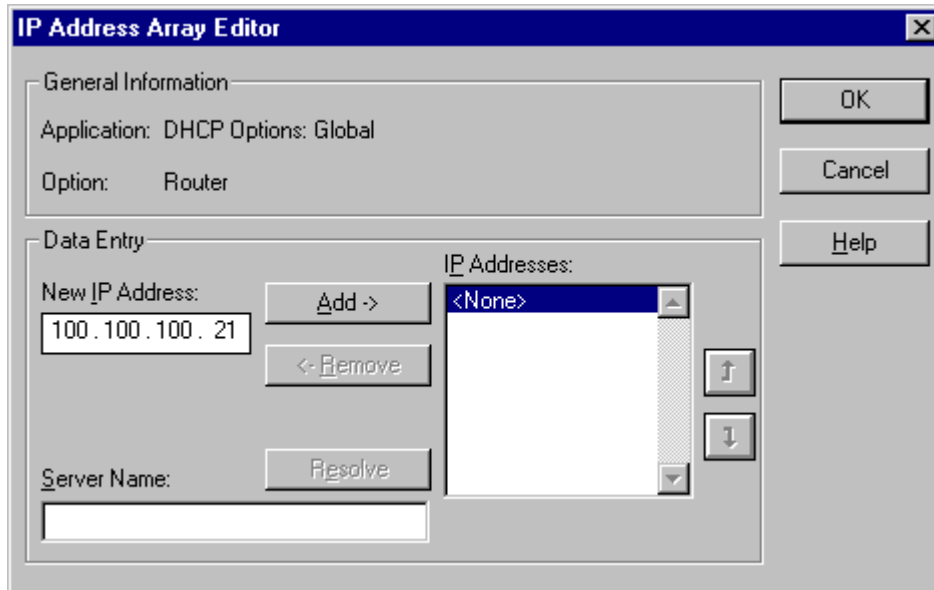 IP Address Array Editor
General Information
Application: DHCP Options: Global
Option: Router
OK
Cancel
Help
Data Entry
New IP Address:
100 . 100 . 100 . 21
Add ->
<- Remove
IP Addresses:
<None>
Server Name:
Resolve